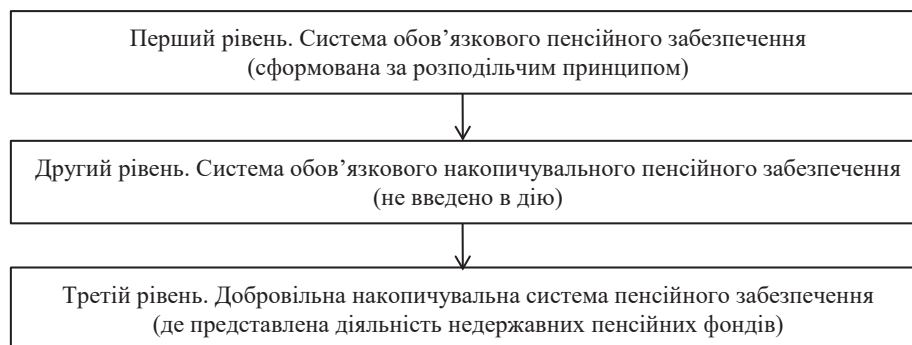 Перший рівень. Система обов’язкового пенсійного забезпечення
(сформована за розподільчим принципом)
Другий рівень. Система обов’язкового накопичувального пенсійного забезпечення
(не введено в дію)
Третій рівень. Добровільна накопичувальна система пенсійного забезпечення
(де представлена діяльність недержавних пенсійних фондів)